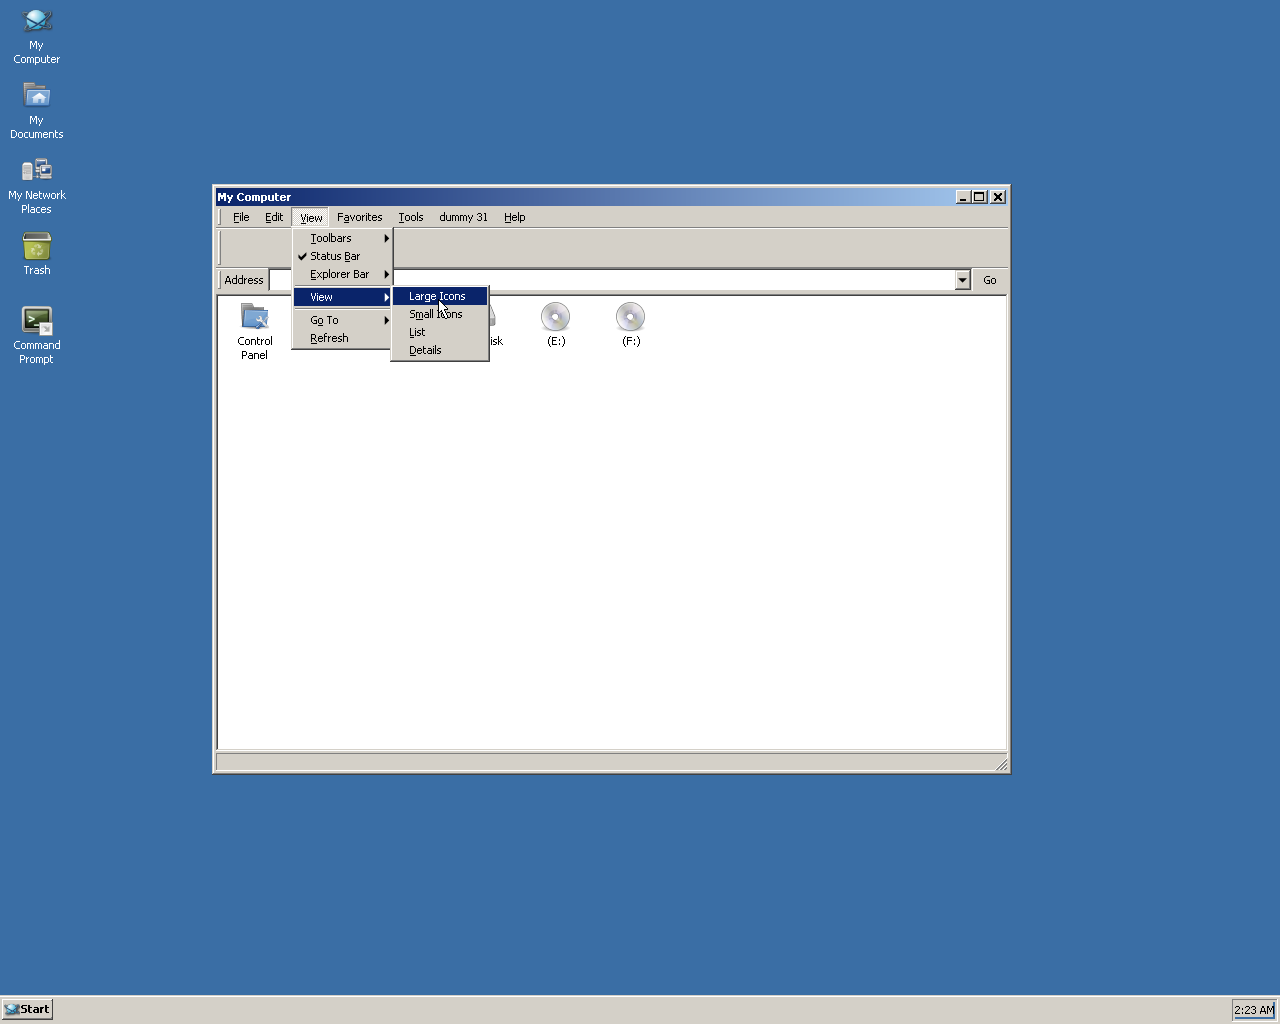 My
Computer
My
Documents
My Network
Places
Trash
Command
Prompt
My Computer
File Edit View Favorites Tools dummy 31 Help
Toolbars
Status Bar
Explorer Bar
View
Go To
Refresh
Address
Go
Large Icons
Small Icons
List
Details
Control
Panel
isk
(E:)
(F:)
Start
2:23 AM